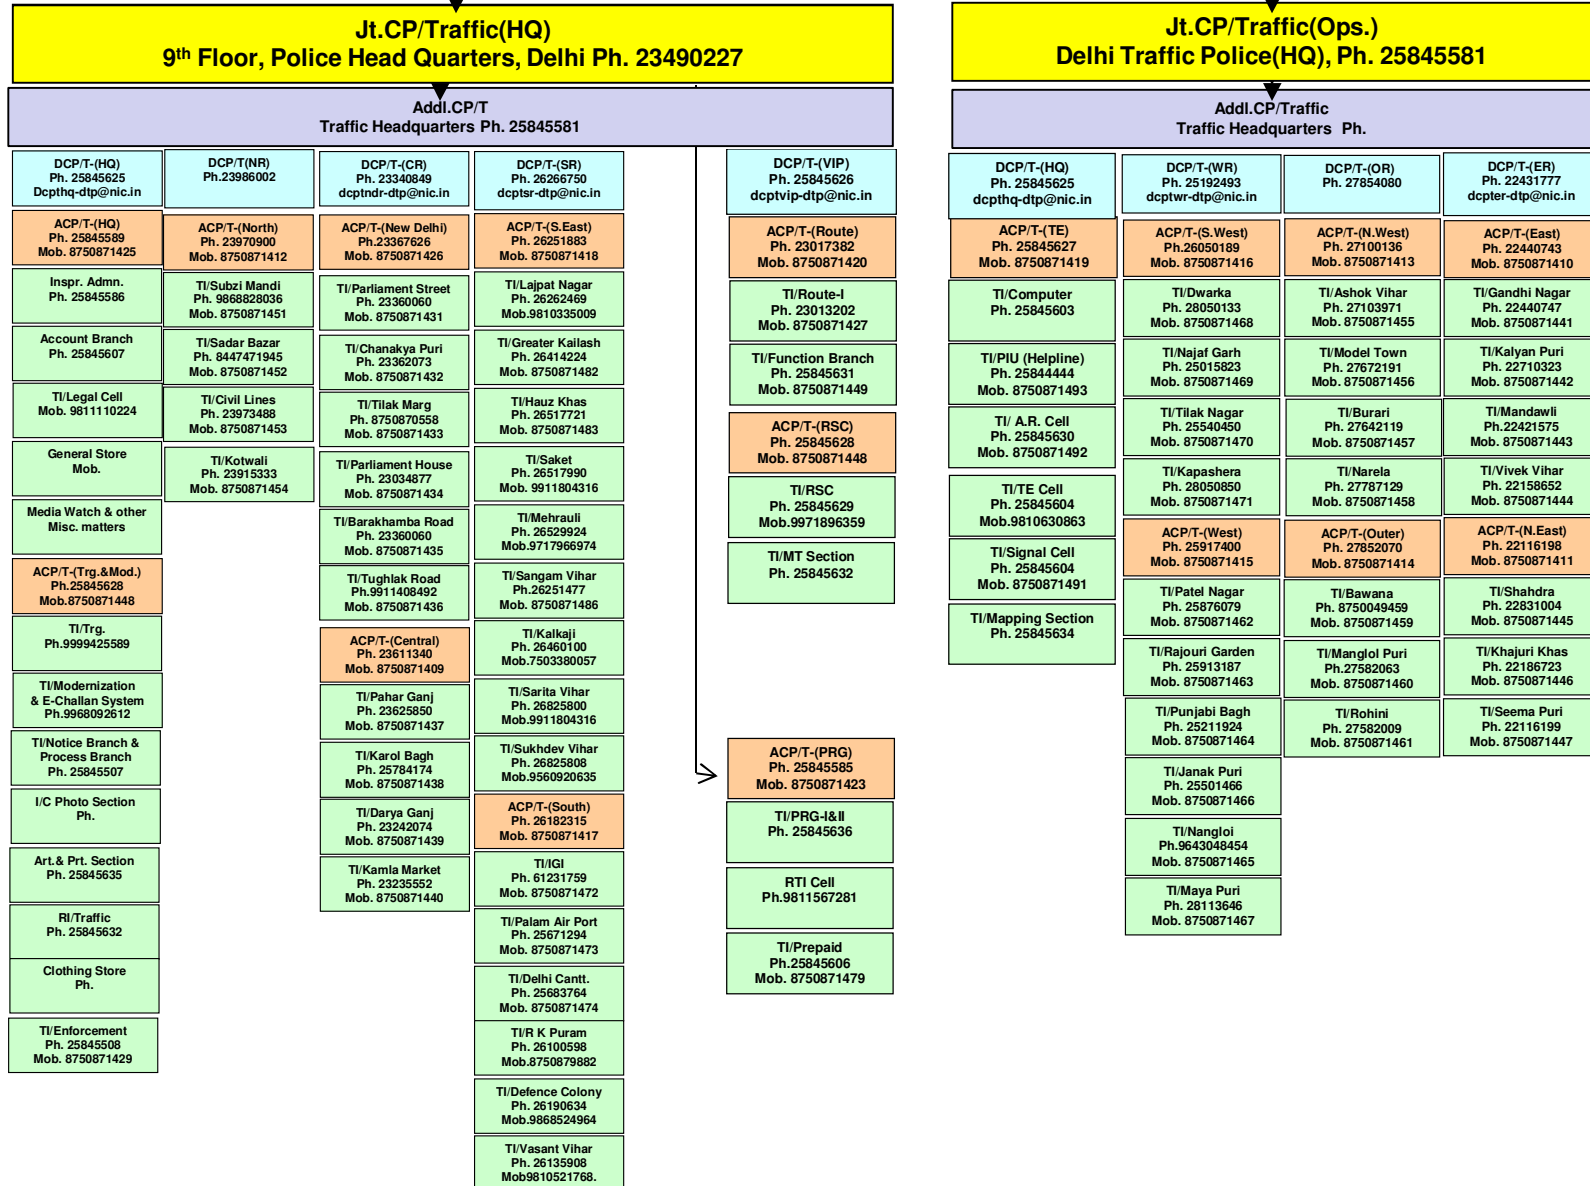 Jt.CP/Traffic(HQ)
9th Floor, Police Head Quarters, Delhi Ph. 23490227
Addl.CP/T
Traffic Headquarters Ph. 25845581
DCP/T-(HQ)
Ph. 25845625
Dcpthq-dtp@nic.in
ACP/T-(HQ)
Ph. 25845589
Mob. 8750871425
Inspr. Admn.
Ph. 25845586
Account Branch
Ph. 25845607
TI/Legal Cell
Mob. 9811110224
General Store
Mob.
Media Watch & other
Misc. matters
ACP/T-(Trg.&Mod.)
Ph.25845628
Mob.8750871448
TI/Trg.
Ph.9999425589
TI/Modernization
& E-Challan System
Ph.9968092612
TI/Notice Branch &
Process Branch
Ph. 25845507
I/C Photo Section
Ph.
Art.& Prt. Section
Ph. 25845635
RI/Traffic
Ph. 25845632
Clothing Store
Ph.
TI/Enforcement
Ph. 25845508
Mob. 8750871429
DCP/T(NR)
Ph.23986002
ACP/T-(North)
Ph. 23970900
Mob. 8750871412
TI/Subzi Mandi
Ph. 9868828036
Mob. 8750871451
TI/Sadar Bazar
Ph. 8447471945
Mob. 8750871452
TI/Civil Lines
Ph. 23973488
Mob. 8750871453
TI/Kotwali
Ph. 23915333
Mob. 8750871454
DCP/T-(CR)
Ph. 23340849
dcptndr-dtp@nic.in
ACP/T-(New Delhi)
Ph.23367626
Mob. 8750871426
TI/Parliament Street
Ph. 23360060
Mob. 8750871431
TI/Chanakya Puri
Ph. 23362073
Mob. 8750871432
TI/Tilak Marg
Ph. 8750870558
Mob. 8750871433
TI/Parliament House
Ph. 23034877
Mob. 8750871434
TI/Barakhamba Road
Ph. 23360060
Mob. 8750871435
TI/Tughlak Road
Ph.9911408492
Mob. 8750871436
ACP/T-(Central)
Ph. 23611340
Mob. 8750871409
TI/Pahar Ganj
Ph. 23625850
Mob. 8750871437
TI/Karol Bagh
Ph. 25784174
Mob. 8750871438
TI/Darya Ganj
Ph. 23242074
Mob. 8750871439
TI/Kamla Market
Ph. 23235552
Mob. 8750871440
DCP/T-(SR)
Ph. 26266750
dcptsr-dtp@nic.in
ACP/T-(S.East)
Ph. 26251883
Mob. 8750871418
TI/Lajpat Nagar
Ph. 26262469
Mob.9810335009
TI/Greater Kailash
Ph. 26414224
Mob. 8750871482
TI/Hauz Khas
Ph. 26517721
Mob. 8750871483
TI/Saket
Ph. 26517990
Mob. 9911804316
TI/Mehrauli
Ph. 26529924
Mob.9717966974
TI/Sangam Vihar
Ph.26251477
Mob. 8750871486
TI/Kalkaji
Ph. 26460100
Mob.7503380057
TI/Sarita Vihar
Ph. 26825800
Mob.9911804316
TI/Sukhdev Vihar
Ph. 26825808
Mob.9560920635
ACP/T-(South)
Ph. 26182315
Mob. 8750871417
TI/IGI
Ph. 61231759
Mob. 8750871472
TI/Palam Air Port
Ph. 25671294
Mob. 8750871473
TI/Delhi Cantt.
Ph. 25683764
Mob. 8750871474
TI/R K Puram
Ph. 26100598
Mob.8750879882
TI/Defence Colony
Ph. 26190634
Mob.9868524964
TI/Vasant Vihar
Ph. 26135908
Mob9810521768.
DCP/T-(VIP)
Ph. 25845626
dcptvip-dtp@nic.in
ACP/T-(Route)
Ph. 23017382
Mob. 8750871420
TI/Route-I
Ph. 23013202
Mob. 8750871427
TI/Function Branch
Ph. 25845631
Mob. 8750871449
ACP/T-(RSC)
Ph. 25845628
Mob. 8750871448
TI/RSC
Ph. 25845629
Mob.9971896359
TI/MT Section
Ph. 25845632
ACP/T-(PRG)
Ph. 25845585
Mob. 8750871423
TI/PRG-I&II
Ph. 25845636
RTI Cell
Ph.9811567281
TI/Prepaid
Ph.25845606
Mob. 8750871479
Jt.CP/Traffic(Ops.)
Delhi Traffic Police(HQ), Ph. 25845581
Addl.CP/Traffic
Traffic Headquarters Ph.
DCP/T-(HQ)
Ph. 25845625
dcpthq-dtp@nic.in
ACP/T-(TE)
Ph. 25845627
Mob. 8750871419
TI/Computer
Ph. 25845603
TI/PIU (Helpline)
Ph. 25844444
Mob. 8750871493
TI/ A.R. Cell
Ph. 25845630
Mob. 8750871492
TI/TE Cell
Ph. 25845604
Mob.9810630863
TI/Signal Cell
Ph. 25845604
Mob. 8750871491
TI/Mapping Section
Ph. 25845634
DCP/T-(WR)
Ph. 25192493
dcptwr-dtp@nic.in
ACP/T-(S.West)
Ph.26050189
Mob. 8750871416
TI/Dwarka
Ph. 28050133
Mob. 8750871468
TI/Najaf Garh
Ph. 25015823
Mob. 8750871469
TI/Tilak Nagar
Ph. 25540450
Mob. 8750871470
TI/Kapashera
Ph. 28050850
Mob. 8750871471
ACP/T-(West)
Ph. 25917400
Mob. 8750871415
TI/Patel Nagar
Ph. 25876079
Mob. 8750871462
TI/Rajouri Garden
Ph. 25913187
Mob. 8750871463
TI/Punjabi Bagh
Ph. 25211924
Mob. 8750871464
TI/Janak Puri
Ph. 25501466
Mob. 8750871466
TI/Nangloi
Ph.9643048454
Mob. 8750871465
TI/Maya Puri
Ph. 28113646
Mob. 8750871467
DCP/T-(OR)
Ph. 27854080
ACP/T-(N.West)
Ph. 27100136
Mob. 8750871413
TI/Ashok Vihar
Ph. 27103971
Mob. 8750871455
TI/Model Town
Ph. 27672191
Mob. 8750871456
TI/Burari
Ph. 27642119
Mob. 8750871457
TI/Narela
Ph. 27787129
Mob. 8750871458
ACP/T-(Outer)
Ph. 27852070
Mob. 8750871414
TI/Bawana
Ph. 8750049459
Mob. 8750871459
TI/Manglol Puri
Ph.27582063
Mob. 8750871460
TI/Rohini
Ph. 27582009
Mob. 8750871461
DCP/T-(ER)
Ph. 22431777
dcpter-dtp@nic.in
ACP/T-(East)
Ph. 22440743
Mob. 8750871410
TI/Gandhi Nagar
Ph. 22440747
Mob. 8750871441
TI/Kalyan Puri
Ph. 22710323
Mob. 8750871442
TI/Mandawli
Ph.22421575
Mob. 8750871443
TI/Vivek Vihar
Ph. 22158652
Mob. 8750871444
ACP/T-(N.East)
Ph. 22116198
Mob. 8750871411
TI/Shahdra
Ph. 22831004
Mob. 8750871445
TI/Khajuri Khas
Ph. 22186723
Mob. 8750871446
TI/Seema Puri
Ph. 22116199
Mob. 8750871447